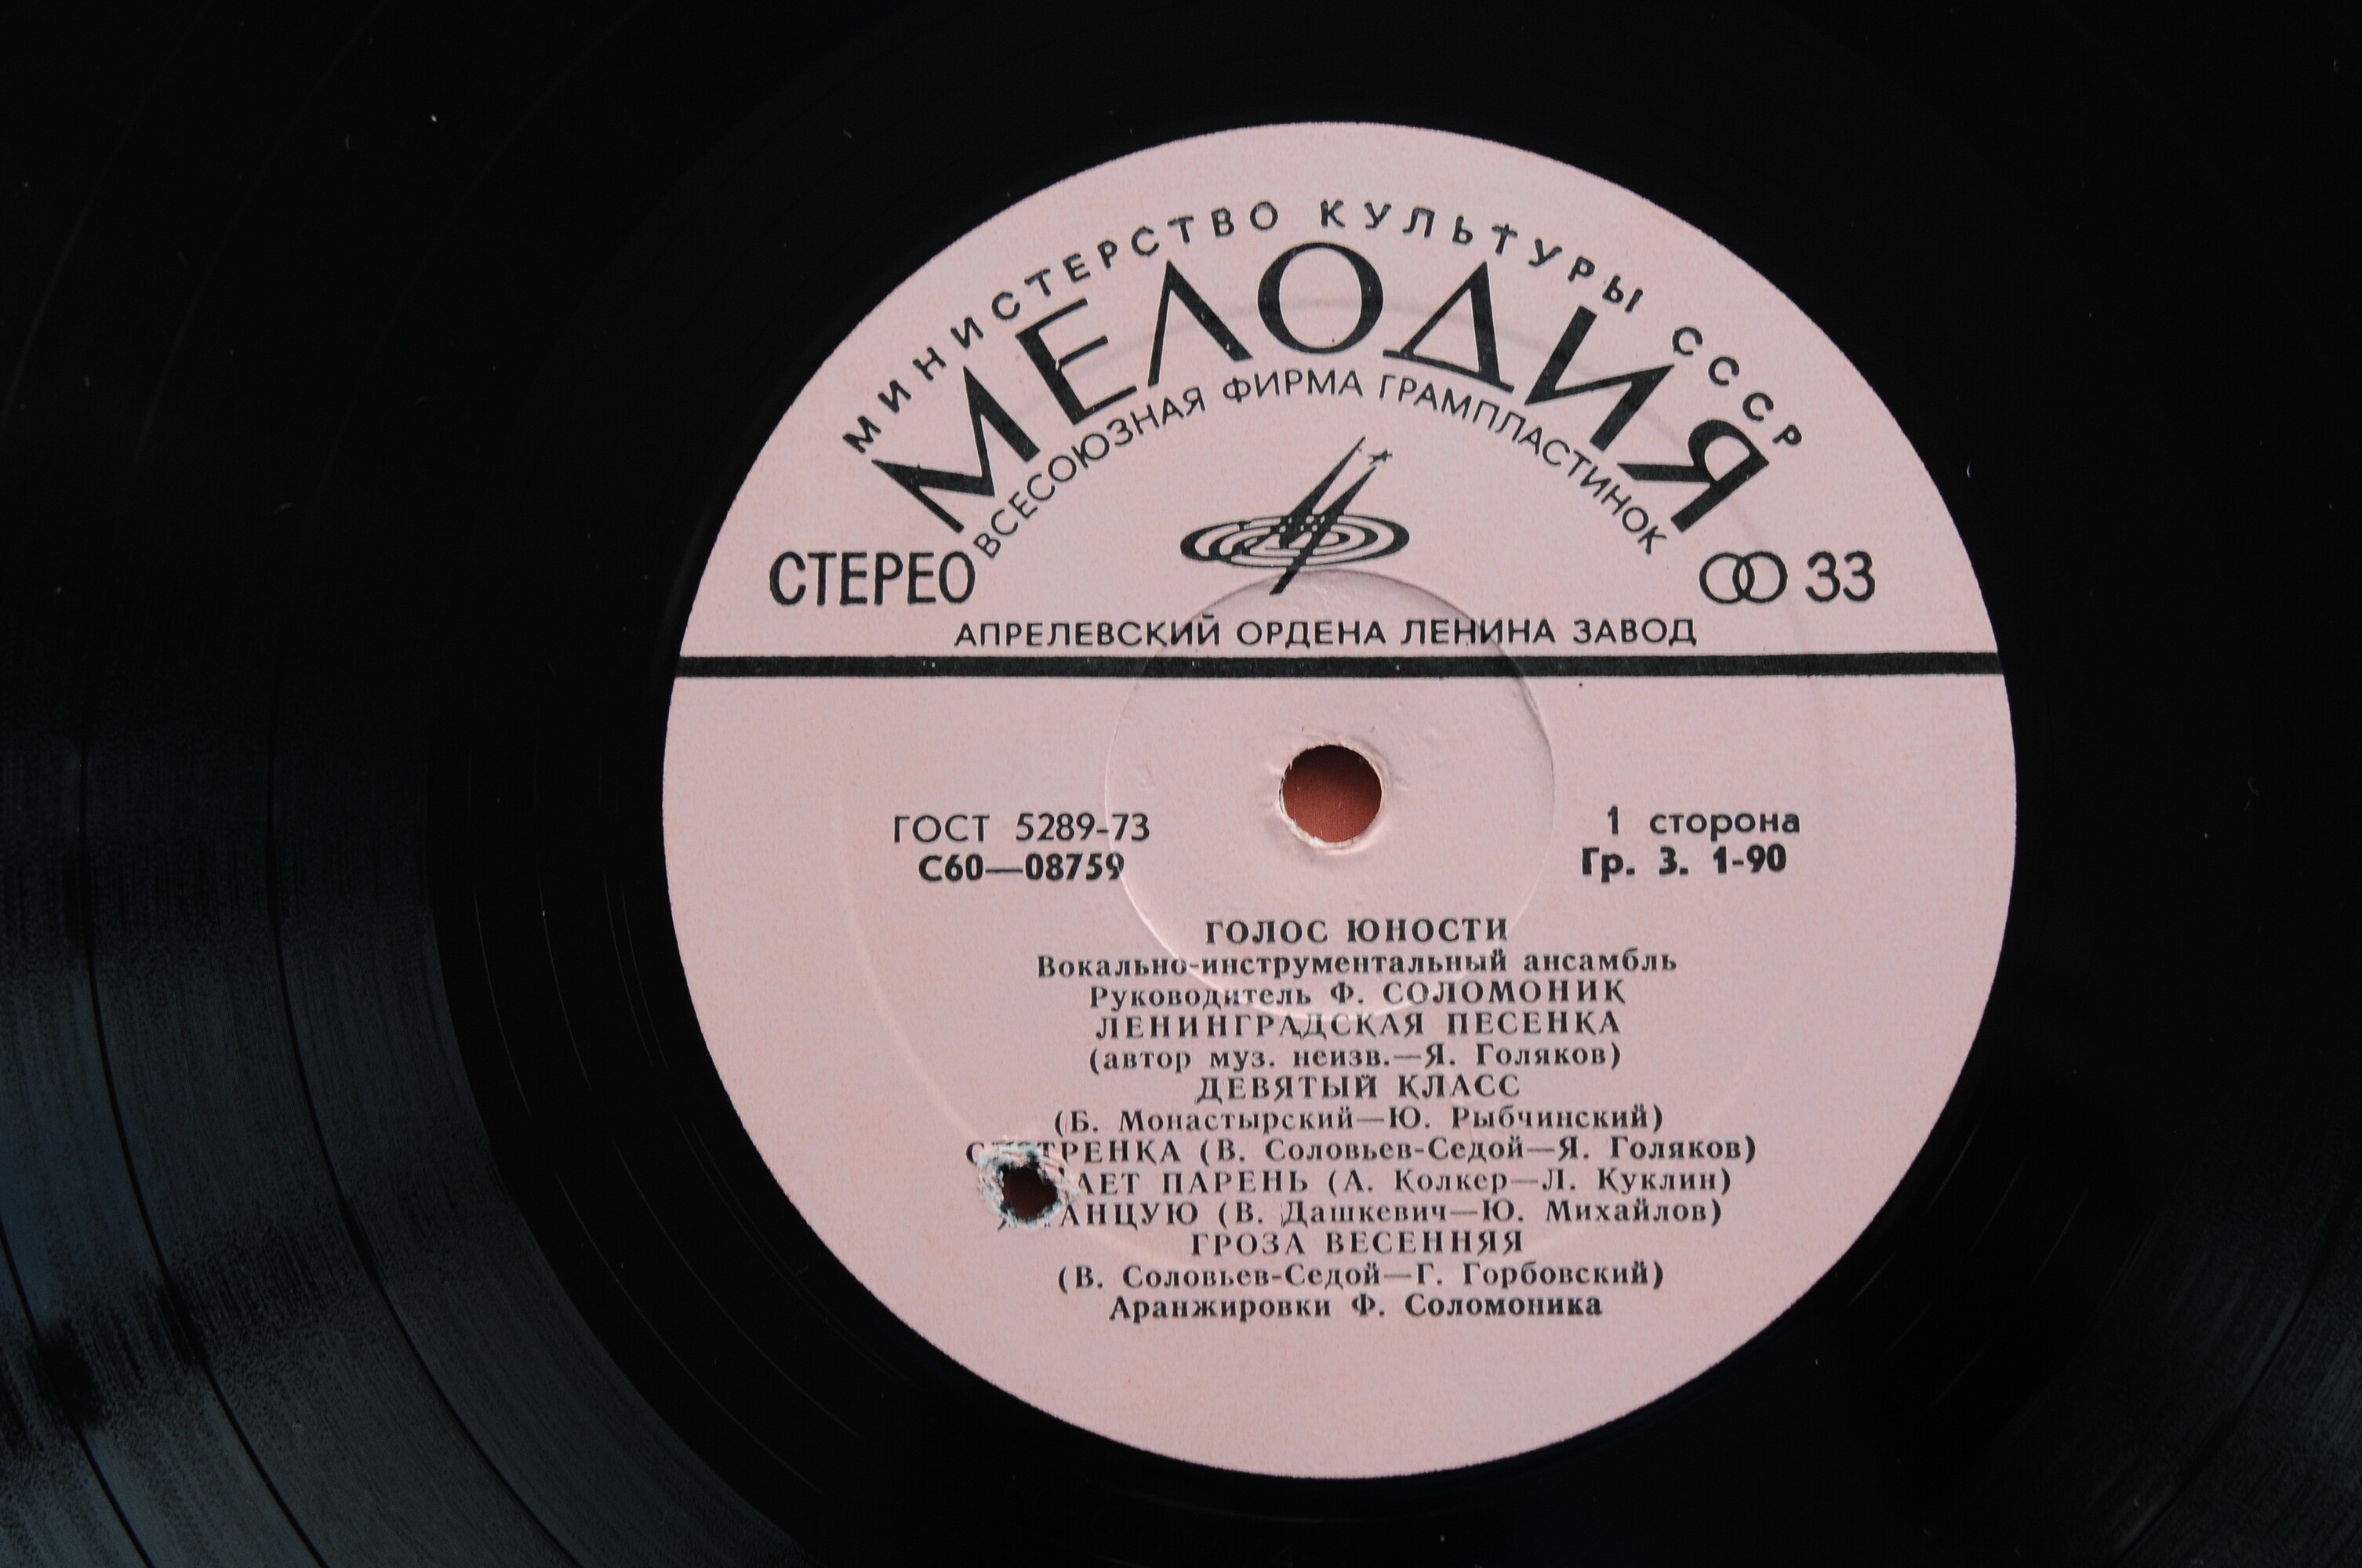 МИНИСТЕРСТВО КУЛЬТУРЫ СССР
МЕЛОДИЯ
ВСЕСОЮЗНАЯ ФИРМА ГРАМПЛАСТИНОК
СТЕРЕО
33
АПРЕЛЕВСКИЙ ОРДЕНА ЛЕНИНА ЗАВОД
ГОСТ 5289-73
С60—08759
1 сторона
Гр. 3. 1-90
ГОЛОС ЮНОСТИ
Вокально-инструментальный ансамбль
Руководитель Ф. СОЛОМОНИК
ЛЕНИНГРАДСКАЯ ПЕСЕНКА
(автор муз. неизв.—Я. Голяков)
ДЕВЯТЫЙ КЛАСС
(Б. Монастырский—Ю. Рыбчинский)
(В. Соловьев-Седой—Я. Голяков)
ПАРЕНЬ (А. Колкер—Л. Куклин)
(В. Дашкевич—Ю. Михайлов)
ГРОЗА ВЕСЕННЯЯ
(В. Соловьев-Седой—Г. Горбовский)
Аранжировки Ф. Соломоника